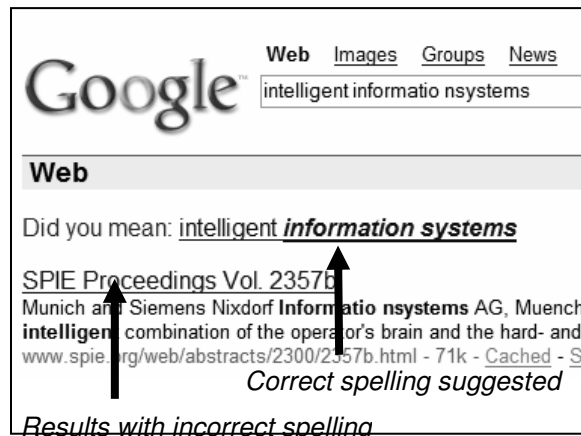 Web Images Groups News
Google™
intelligent informatio nsystems
Web
Did you mean: intelligent information systems
SPIE Proceedings Vol. 2357b
Munich and Siemens Nixdorf Informatio nsystems AG, Muench
intelligent combination of the operator's brain and the hard- and
www.spie.org/web/abstracts/2300/2357b.html - 71k - Cached - S
Correct spelling suggested
Results with incorrect spelling